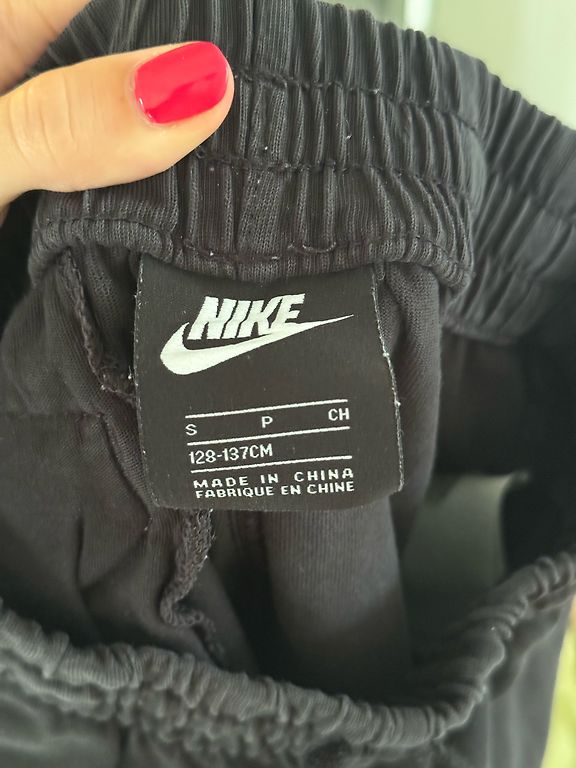 NIKE
S P CH
128-137CM
MADE IN CHINA
FABRIQUE EN CHINE